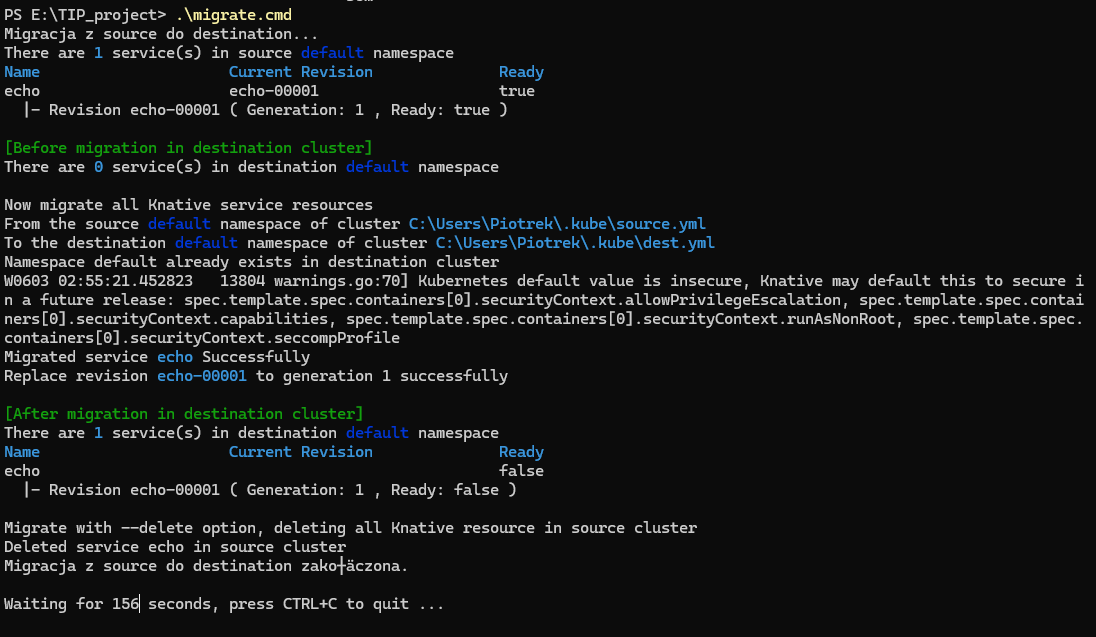 PS E:\TIP_project> .\migrate.cmd
Migracja z source do destination...
There are 1 service(s) in source default namespace
Name                     Current Revision              Ready
echo                     echo-00001                    true
  |- Revision echo-00001 ( Generation: 1 , Ready: true )
[Before migration in destination cluster]
There are 0 service(s) in destination default namespace
Now migrate all Knative service resources
From the source default namespace of cluster C:\Users\Piotrek\.kube\source.yml
To the destination default namespace of cluster C:\Users\Piotrek\.kube\dest.yml
Namespace default already exists in destination cluster
W0603 02:55:21.452823   13804 warnings.go:70] Kubernetes default value is insecure, Knative may default this to secure i
n a future release: spec.template.spec.containers[0].securityContext.allowPrivilegeEscalation, spec.template.spec.contai
ners[0].securityContext.capabilities, spec.template.spec.containers[0].securityContext.runAsNonRoot, spec.template.spec.
containers[0].securityContext.seccompProfile
Migrated service echo Successfully
Replace revision echo-00001 to generation 1 successfully
[After migration in destination cluster]
There are 1 service(s) in destination default namespace
Name                     Current Revision              Ready
echo                                                   false
  |- Revision echo-00001 ( Generation: 1 , Ready: false )
Migrate with --delete option, deleting all Knative resource in source cluster
Deleted service echo in source cluster
Migracja z source do destination zako┼äczona.
Waiting for 156 seconds, press CTRL+C to quit ...